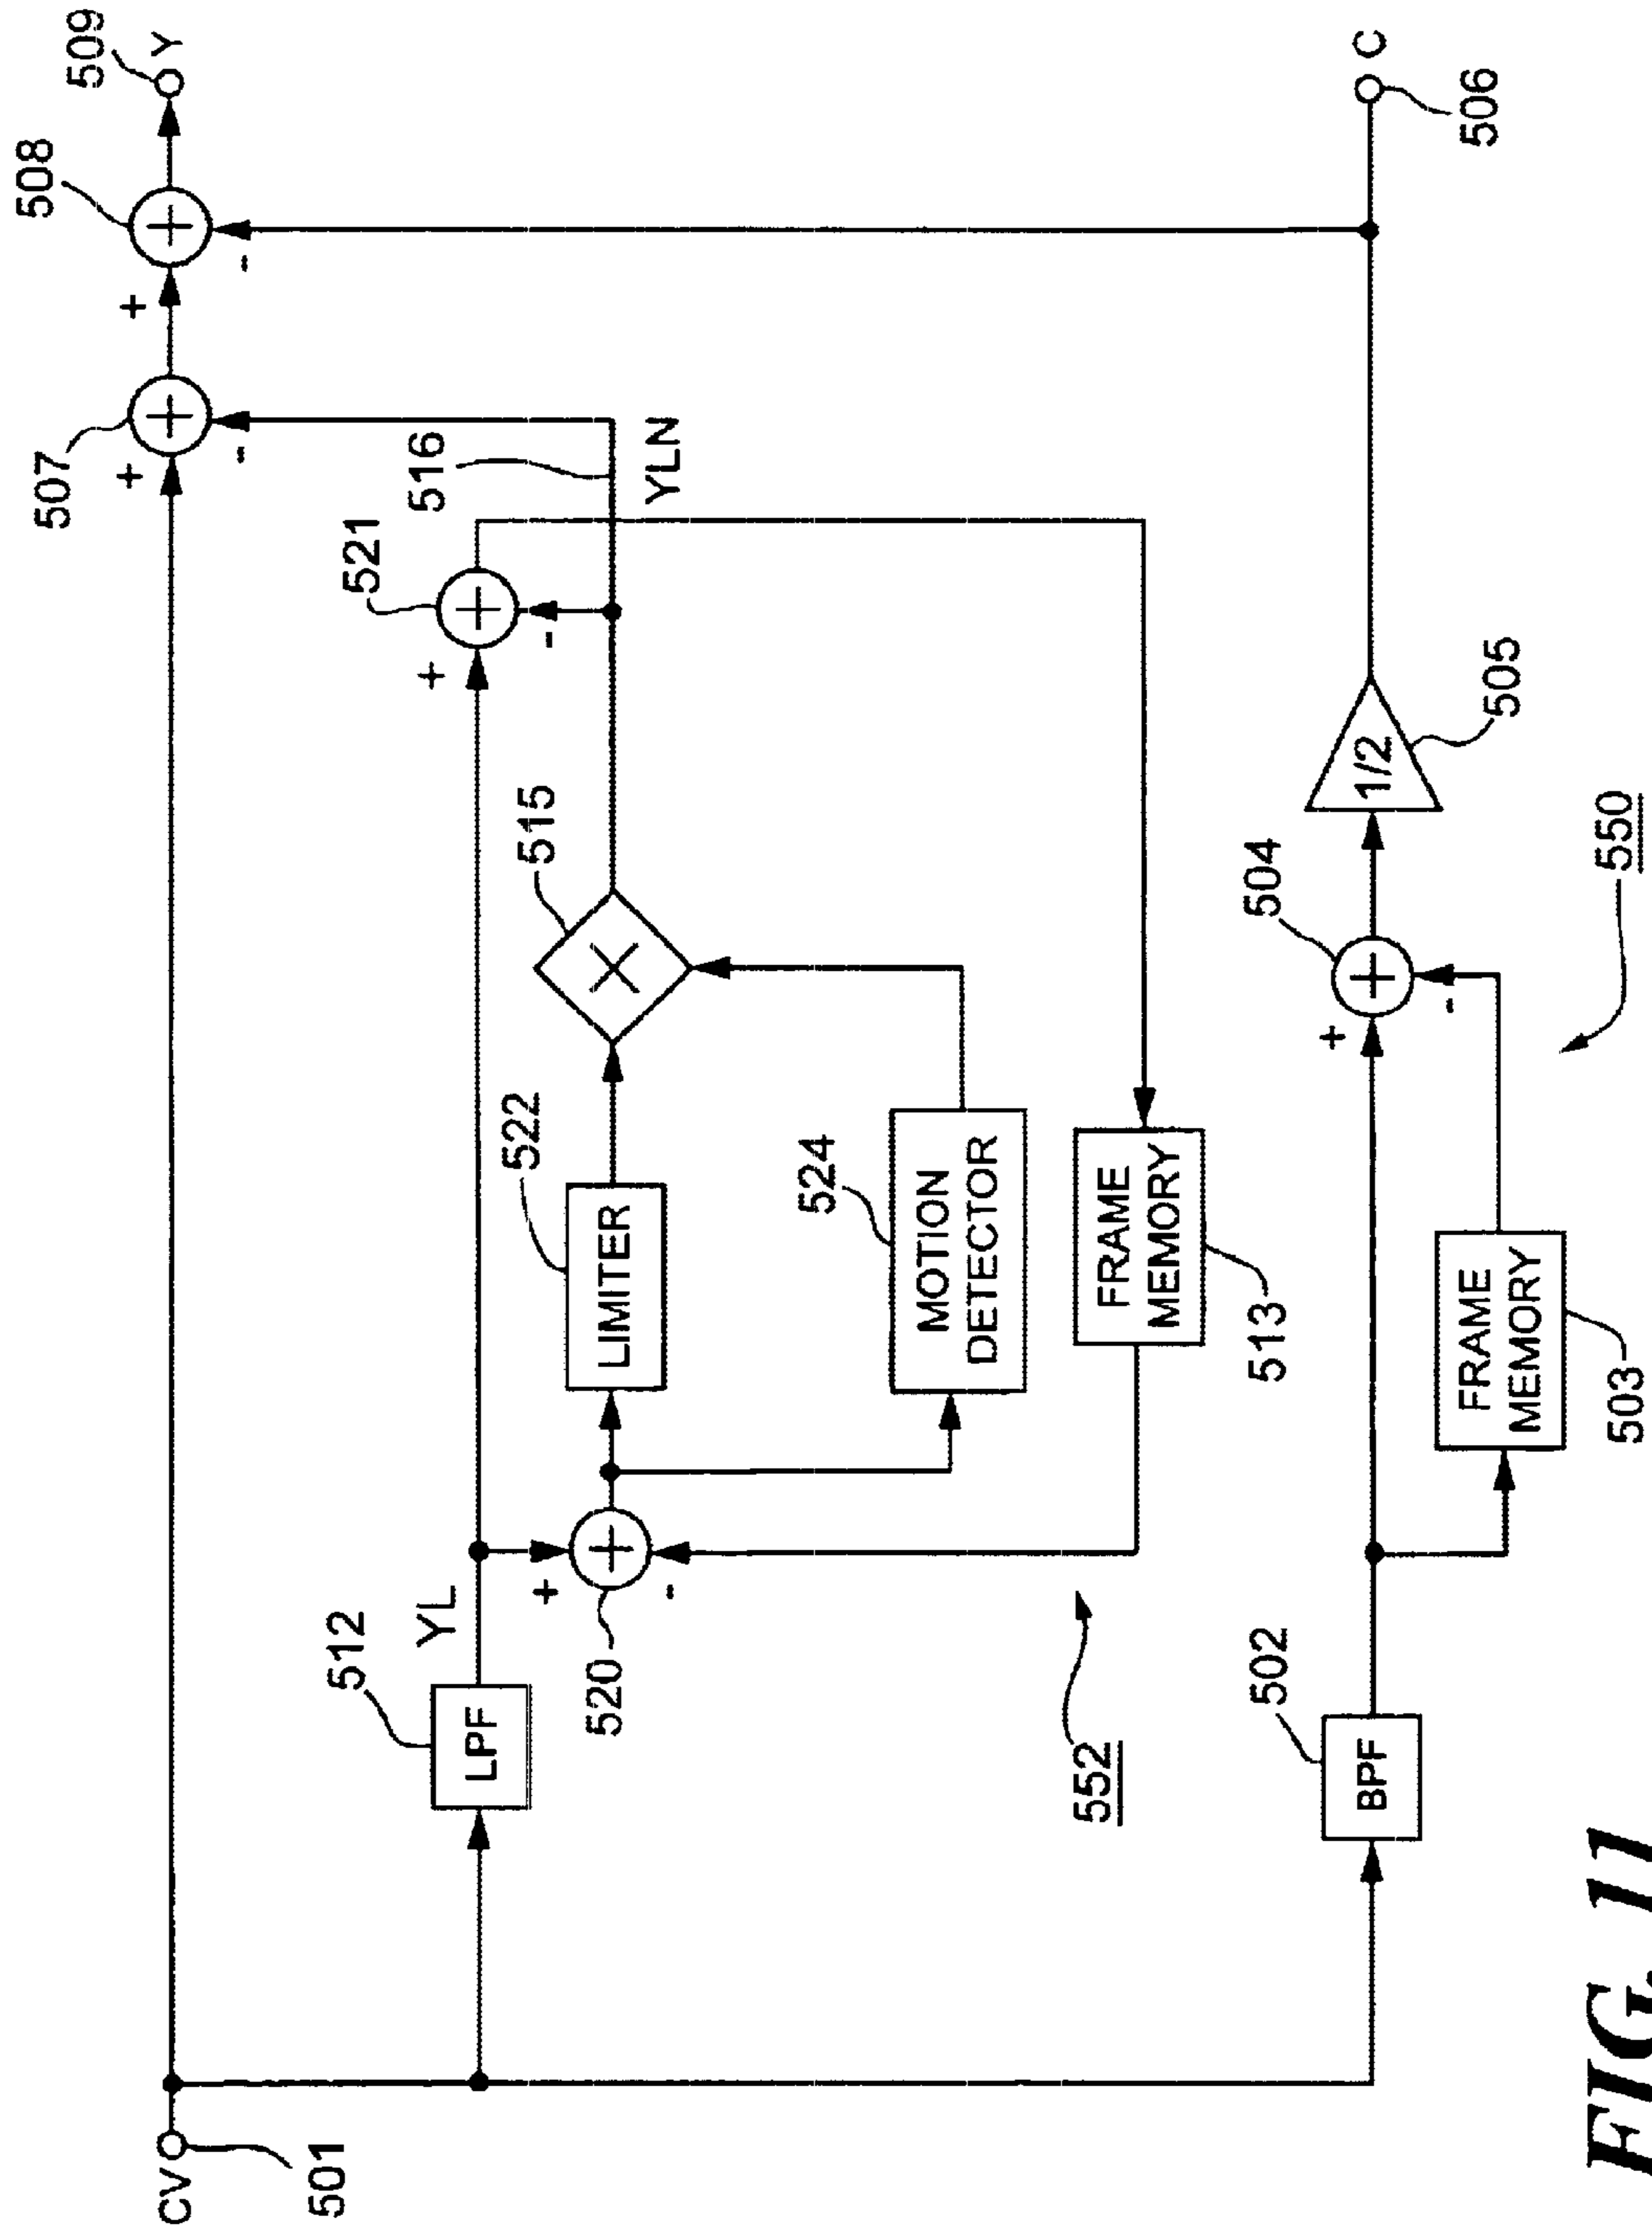 509
Y
508
+
-
507
+
-
521
516
YLN
+
-
515
×
522
LIMITER
524
MOTION
DETECTOR
FRAME
MEMORY
513
512
LPF
YL
+
520
-
552
CV
501
C
506
1/2
505
504
+
-
550
FRAME
MEMORY
503
502
BPF
FIG. 11